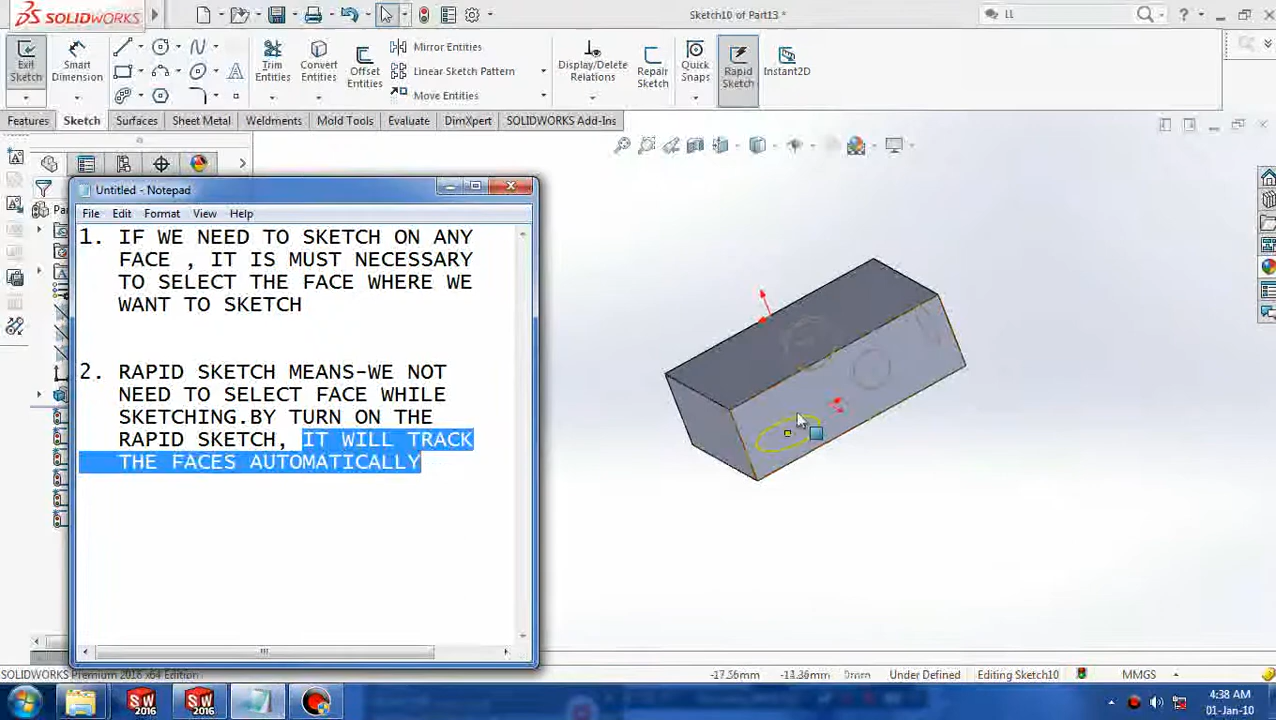 SOLIDWORKS
Sketch10 of Part13 *
LL
?
Exit Sketch
Smart Dimension
Trim Entities
Convert Entities
Offset Entities
Mirror Entities
Linear Sketch Pattern
Move Entities
Display/Delete Relations
Repair Sketch
Quick Snaps
Rapid Sketch
Instant2D
Features
Sketch
Surfaces
Sheet Metal
Weldments
Mold Tools
Evaluate
DimXpert
SOLIDWORKS Add-Ins
Untitled - Notepad
File Edit Format View Help
1. IF WE NEED TO SKETCH ON ANY
FACE , IT IS MUST NECESSARY
TO SELECT THE FACE WHERE WE
WANT TO SKETCH
2. RAPID SKETCH MEANS-WE NOT
NEED TO SELECT FACE WHILE
SKETCHING.BY TURN ON THE
RAPID SKETCH, IT WILL TRACK
THE FACES AUTOMATICALLY
SOLIDWORKS Premium 2016 x64 Edition
0mm
Under Defined
Editing Sketch10
MMGS
SW 2016
SW 2016
4:38 AM
01-Jan-10